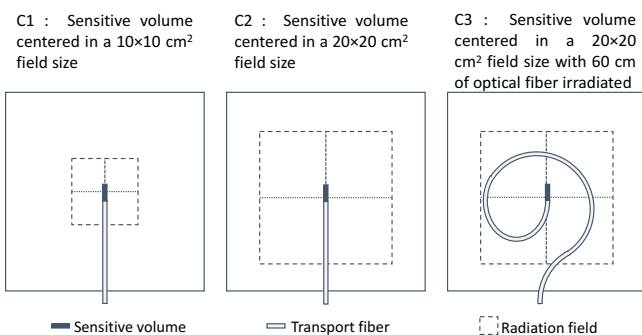 C1 : Sensitive volume
centered in a 10×10 cm²
field size
C2 : Sensitive volume
centered in a 20×20 cm²
field size
C3 : Sensitive volume
centered in a 20×20
cm² field size with 60 cm
of optical fiber irradiated
Sensitive volume
Transport fiber
Radiation field